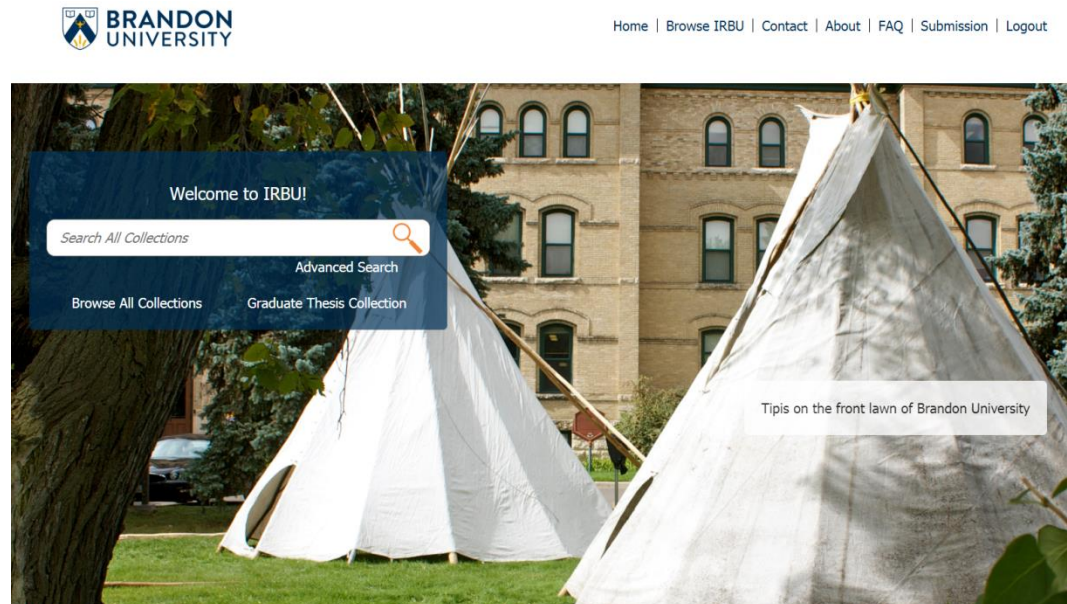 BRANDON
UNIVERSITY
Home | Browse IRBU | Contact | About | FAQ | Submission | Logout
Welcome to IRBU!
Search All Collections
Advanced Search
Browse All Collections
Graduate Thesis Collection
Tipis on the front lawn of Brandon University